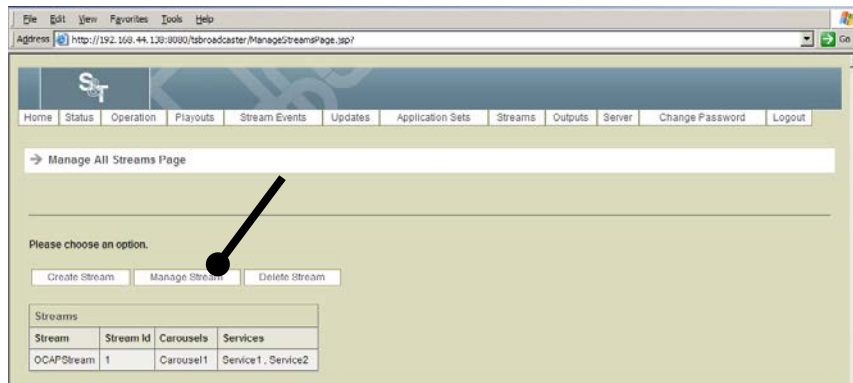 File Edit View Favorites Tools Help
Address http://192.168.44.138:8080/tsbroadcaster/ManageStreamsPage.jsp? Go
S&T
Home Status Operation Playouts Stream Events Updates Application Sets Streams Outputs Server Change Password Logout
Manage All Streams Page
Please choose an option.
Create Stream Manage Stream Delete Stream
Streams
Stream Stream Id Carousels Services
OCAPStream 1 Carousel1 Service1 , Service2